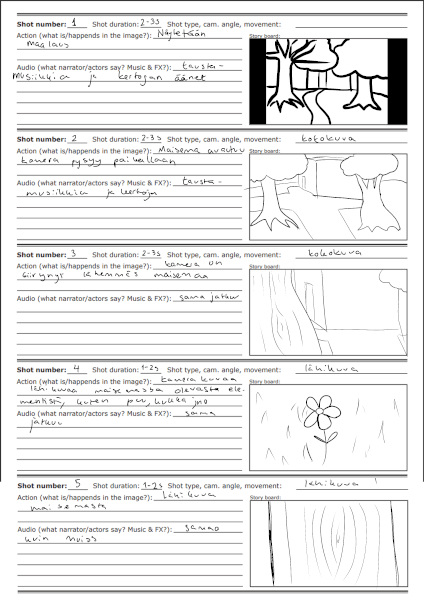 Shot number: 1 Shot duration: 2-3s Shot type, cam. angle, movement:
Action (what is/happends in the image?): Näytetään
maalaus
Audio (what narrator/actors say? Music & FX?): tausta-
musiikkia ja kertojan äänet
Story board:
Shot number: 2 Shot duration: 2-3s Shot type, cam. angle, movement: kokokuva
Action (what is/happends in the image?): Maisema avautuu
kamera pysyy paikallaan
Audio (what narrator/actors say? Music & FX?): tausta-
musiikkia ja kertoja
Story board:
Shot number: 3 Shot duration: 2-3s Shot type, cam. angle, movement: kokokuva
Action (what is/happends in the image?): kamera on
siirtynyt lähemmäs maisemaa
Audio (what narrator/actors say? Music & FX?): sama jatkuu
Story board:
Shot number: 4 Shot duration: 1-2s Shot type, cam. angle, movement: lähikuva
Action (what is/happends in the image?): kamera kuvaa
lähikuvaa maisemassa olevasta ele-
mentistä, kuten puu, kukka jno
Audio (what narrator/actors say? Music & FX?): sama
jatkuu
Story board:
Shot number: 5 Shot duration: 1-2s Shot type, cam. angle, movement: lähikuva
Action (what is/happends in the image?): Lähikuva
maisemasta
Audio (what narrator/actors say? Music & FX?): samaa
kuin muiss
Story board: